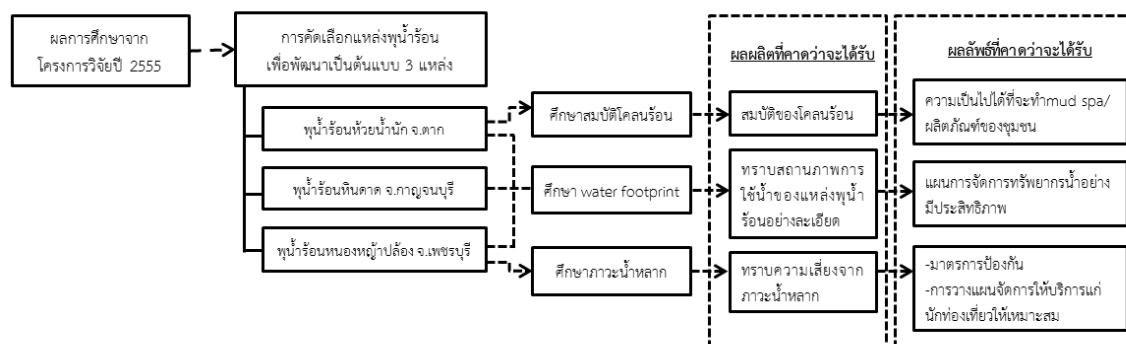 ผลการศึกษาจาก
โครงการวิจัยปี 2555
การคัดเลือกแหล่งพุน้ำร้อน
เพื่อพัฒนาเป็นต้นแบบ 3 แหล่ง
พุน้ำร้อนห้วยน้ำนัก จ.ตาก
พุน้ำร้อนหินดาด จ.กาญจนบุรี
พุน้ำร้อนหนองหญ้าปล้อง จ.เพชรบุรี
ศึกษาสมบัติโคลนร้อน
ศึกษา water footprint
ศึกษาภาวะน้ำหลาก
ผลผลิตที่คาดว่าจะได้รับ
สมบัติของโคลนร้อน
ทราบสถานภาพการ
ใช้น้ำของแหล่งพุน้ำ
ร้อนอย่างละเอียด
ทราบความเสี่ยงจาก
ภาวะน้ำหลาก
ผลลัพธ์ที่คาดว่าจะได้รับ
ความเป็นไปได้ที่จะทำmud spa/
ผลิตภัณฑ์ของชุมชน
แผนการจัดการทรัพยากรน้ำอย่าง
มีประสิทธิภาพ
-มาตรการป้องกัน
-การวางแผนจัดการให้บริการแก่
นักท่องเที่ยวให้เหมาะสม